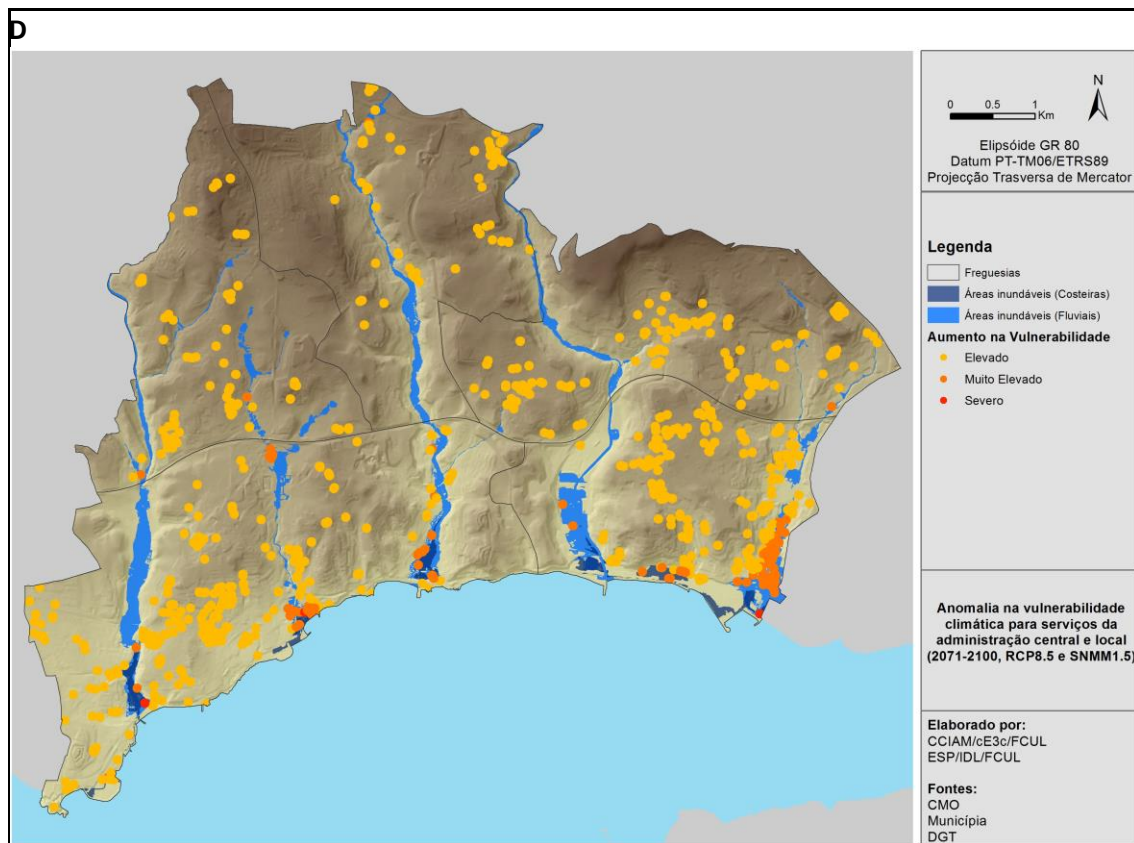 D
N
0 0.5 1
Km
Elipsóide GR 80
Datum PT-TM06/ETRS89
Projecção Trasversa de Mercator
Legenda
Freguesias
Áreas inundáveis (Costeiras)
Áreas inundáveis (Fluviais)
Aumento na Vulnerabilidade
Elevado
Muito Elevado
Severo
Anomalia na vulnerabilidade
climática para serviços da
administração central e local
(2071-2100, RCP8.5 e SNMM1.5)
Elaborado por:
CCIAM/cE3c/FCUL
ESP/IDL/FCUL
Fontes:
CMO
Municípia
DGT